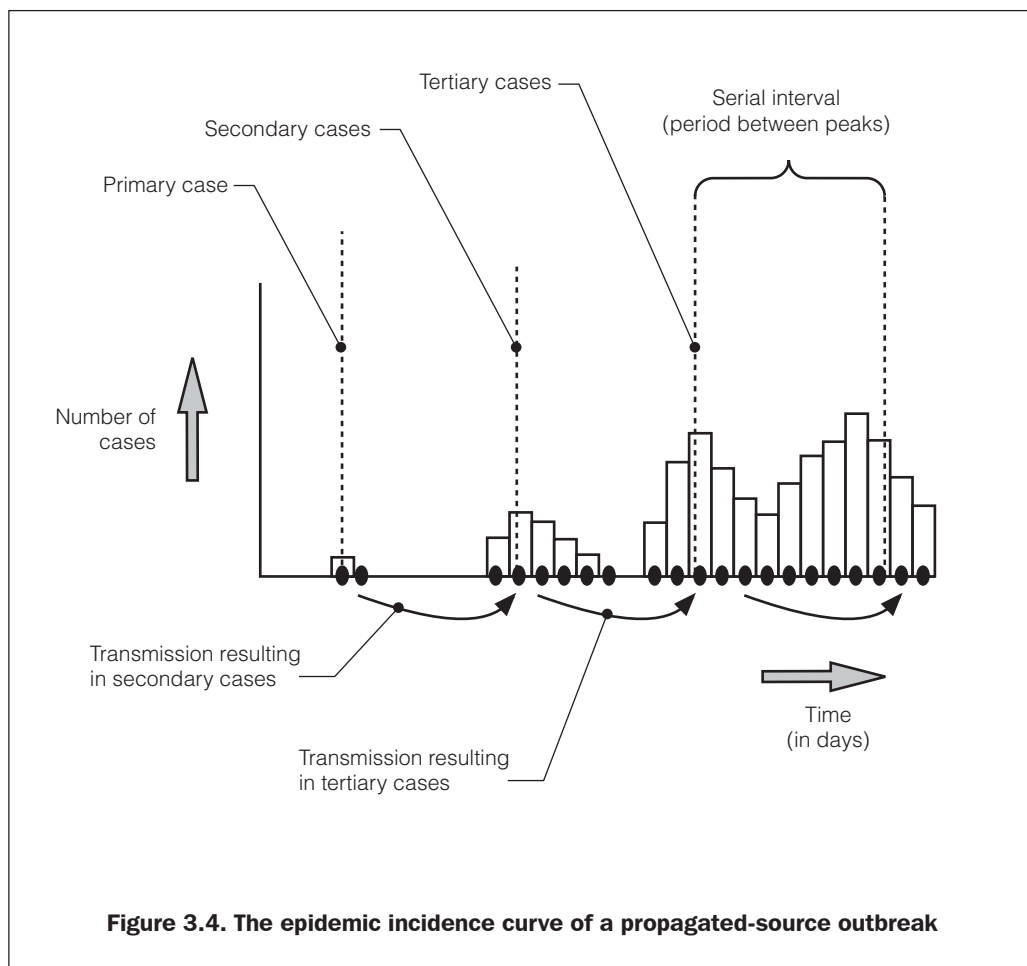 Tertiary cases
Serial interval
(period between peaks)
Secondary cases
Primary case
Number of
cases
Transmission resulting
in secondary cases
Time
(in days)
Transmission resulting
in tertiary cases
Figure 3.4. The epidemic incidence curve of a propagated-source outbreak